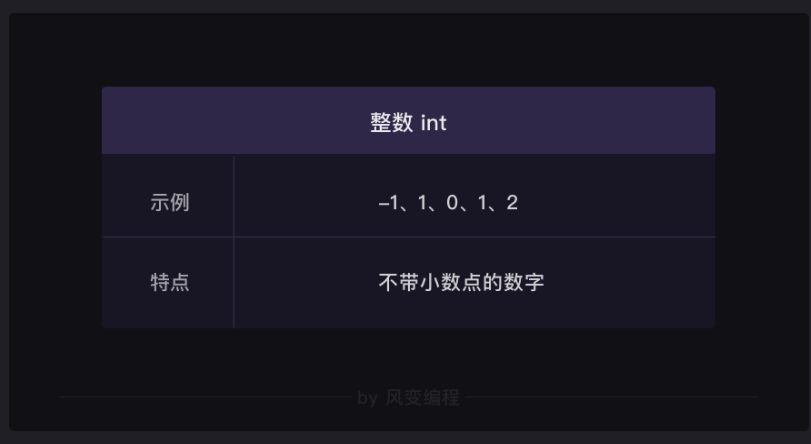 整数 int
示例
–1、1、0、1、2
特点
不带小数点的数字
by 风变编程